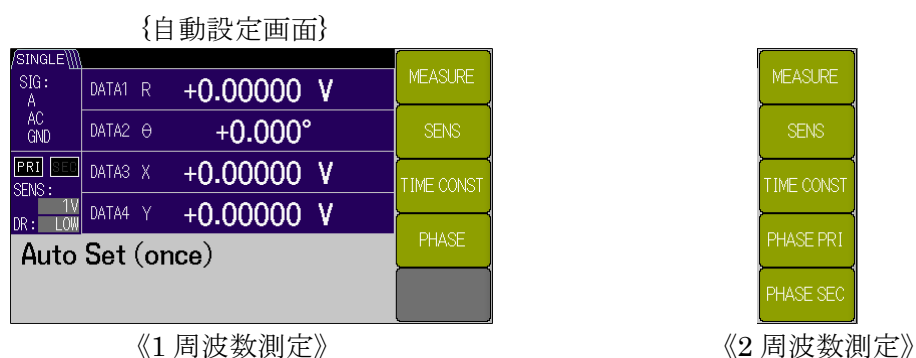 {自動設定画面}
/SINGLE\\\
SIG:
A
AC
GND
DATA1 R +0.00000 V
DATA2 θ +0.000°
PRI SEC
SENS:
1V
DR: LOW
DATA3 X +0.00000 V
DATA4 Y +0.00000 V
Auto Set (once)
MEASURE
SENS
TIME CONST
PHASE
《1 周波数測定》
MEASURE
SENS
TIME CONST
PHASE PRI
PHASE SEC
《2 周波数測定》